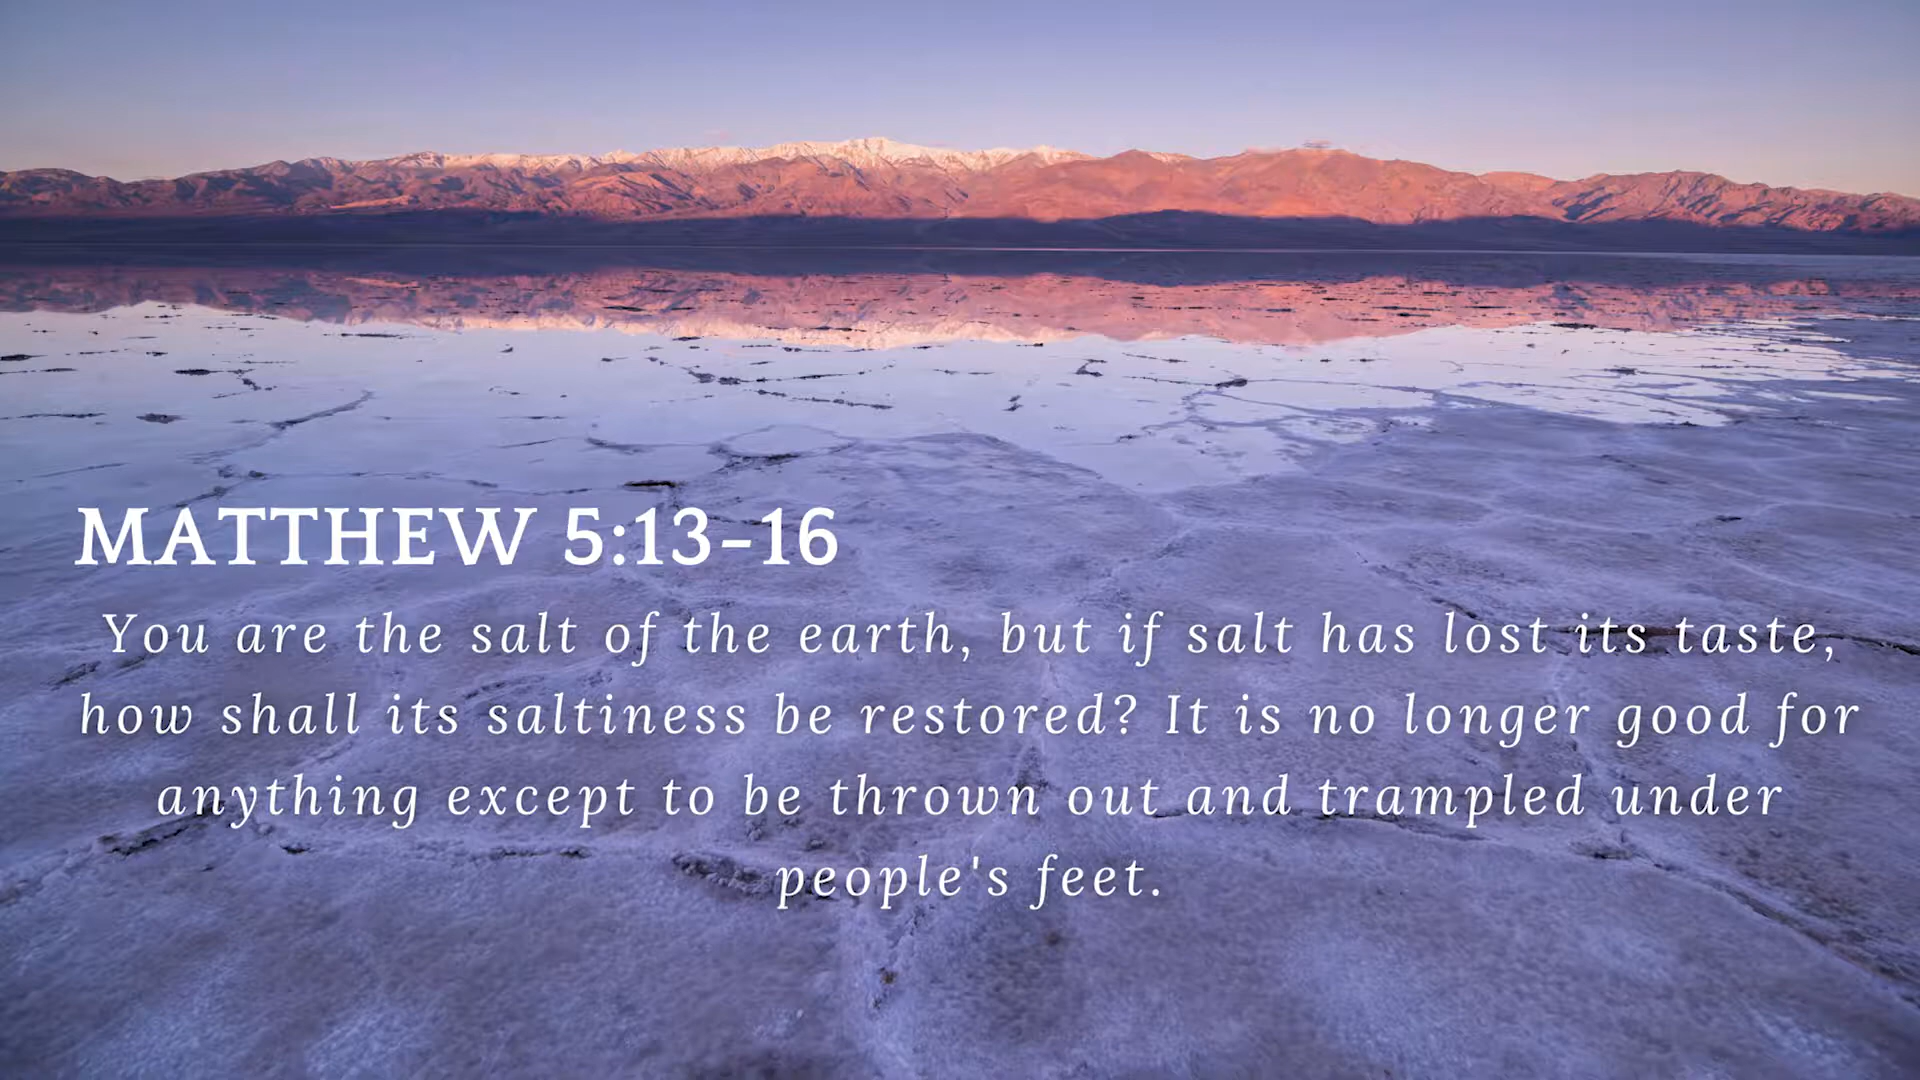 MATTHEW 5:13-16
You are the salt of the earth, but if salt has lost its taste,
how shall its saltiness be restored? It is no longer good for
anything except to be thrown out and trampled under
people's feet.